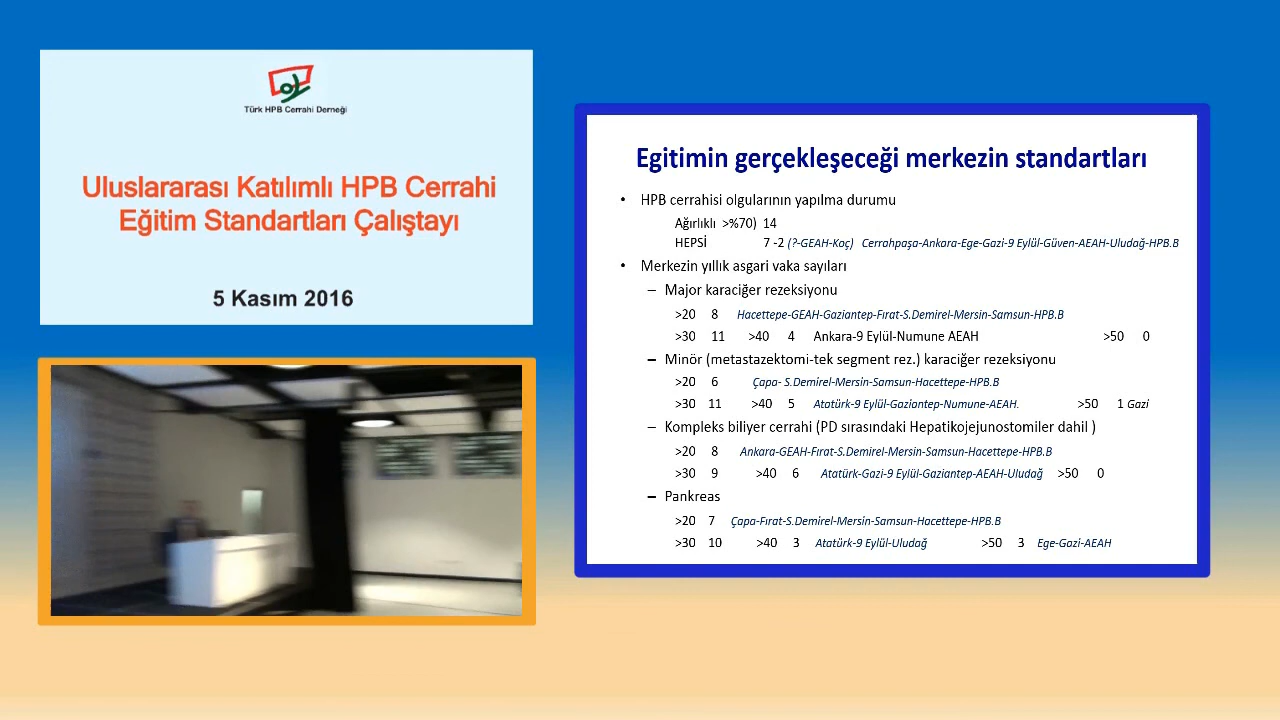 Türk HPB Cerrahi Derneği
Uluslararası Katılımlı HPB Cerrahi
Eğitim Standartları Çalıştayı
5 Kasım 2016
Egitimin gerçekleşeceği merkezin standartları
• HPB cerrahisi olgularının yapılma durumu
Ağırlıklı >%70) 14
HEPSİ 7 -2 (?-GEAH-Koç) Cerrahpaşa-Ankara-Ege-Gazi-9 Eylül-Güven-AEAH-Uludağ-HPB.B
• Merkezin yıllık asgari vaka sayıları
– Major karaciğer rezeksiyonu
>20 8 Hacettepe-GEAH-Gaziantep-Fırat-S.Demirel-Mersin-Samsun-HPB.B
>30 11 >40 4 Ankara-9 Eylül-Numune AEAH >50 0
– Minör (metastazektomi-tek segment rez.) karaciğer rezeksiyonu
>20 6 Çapa- S.Demirel-Mersin-Samsun-Hacettepe-HPB.B
>30 11 >40 5 Atatürk-9 Eylül-Gaziontep-Numune-AEAH. >50 1 Gazi
– Kompleks biliyer cerrahi (PD sırasındaki Hepatikojejunostomiler dahil )
>20 8 Ankara-GEAH-Fırat-S.Demirel-Mersin-Samsun-Hacettepe-HPB.B
>30 9 >40 6 Atatürk-Gazi-9 Eylül-Gaziantep-AEAH-Uludağ >50 0
– Pankreas
>20 7 Çapa-Fırat-S.Demirel-Mersin-Samsun-Hacettepe-HPB.B
>30 10 >40 3 Atatürk-9 Eylül-Uludağ >50 3 Ege-Gazi-AEAH